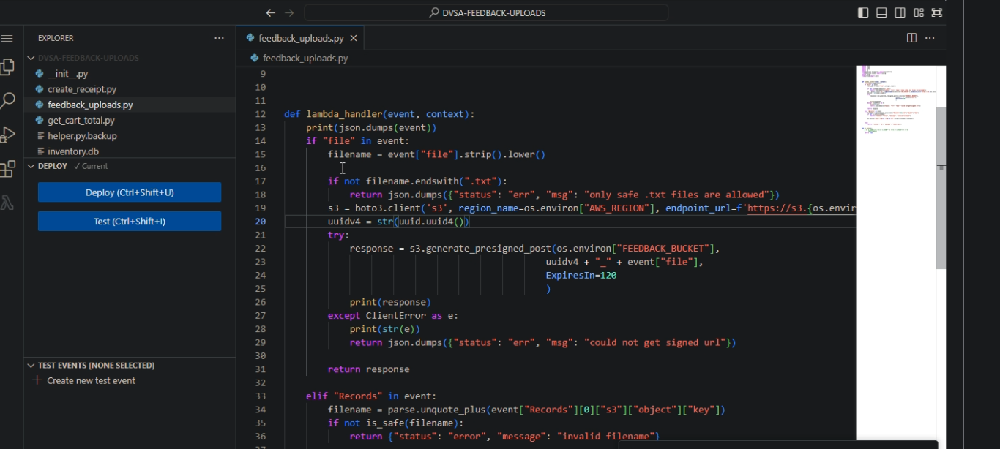 DVSA-FEEDBACK-UPLOADS
EXPLORER
feedback_uploads.py
DVSA-FEEDBACK-UPLOADS
feedback_uploads.py
__init__.py
create_receipt.py
feedback_uploads.py
get_cart_total.py
helper.py.backup
inventory.db
DEPLOY ✓ Current
Deploy (Ctrl+Shift+U)
Test (Ctrl+Shift+I)
TEST EVENTS [NONE SELECTED]
Create new test event
9
10
11
12 def lambda_handler(event, context):
13 print(json.dumps(event))
14 if "file" in event:
15 filename = event["file"].strip().lower()
16
17 if not filename.endswith(".txt"):
18 return json.dumps({"status": "err", "msg": "only safe .txt files are allowed"})
19 s3 = boto3.client('s3', region_name=os.environ["AWS_REGION"], endpoint_url=f'https://s3.{os.envir
20 uuidv4 = str(uuid.uuid4())
21 try:
22 response = s3.generate_presigned_post(os.environ["FEEDBACK_BUCKET"],
23 uuidv4 + "_" + event["file"],
24 ExpiresIn=120
25 )
26 print(response)
27 except ClientError as e:
28 print(str(e))
29 return json.dumps({"status": "err", "msg": "could not get signed url"})
30
31 return response
32
33 elif "Records" in event:
34 filename = parse.unquote_plus(event["Records"][0]["s3"]["object"]["key"])
35 if not is_safe(filename):
36 return {"status": "error", "message": "invalid filename"}
37